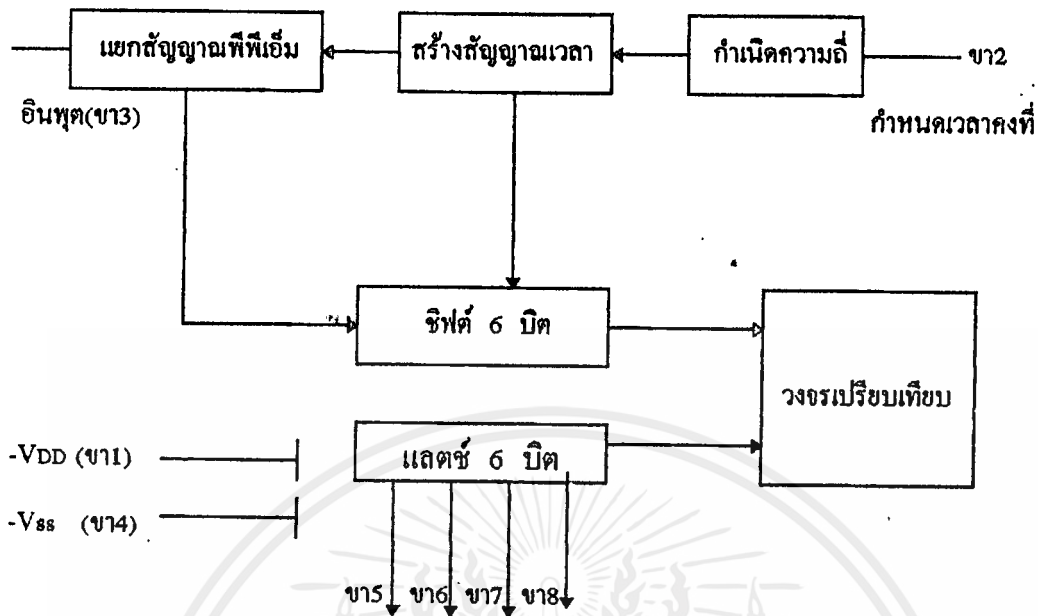 แยกสัญญาณพีพีเอ็ม
สร้างสัญญาณเวลา
กำเนิดความถี่
ขา2
อินพุต(ขา3)
กำหนดเวลาคงที่
ชิฟต์ 6 บิต
วงจรเปรียบเทียบ
แลตช์ 6 บิต
-VDD (ขา1)
-Vss (ขา4)
ขา5 ขา6 ขา7 ขา8